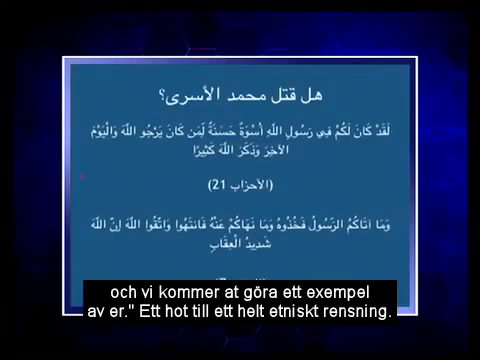 هل قتل محمد الأسرى؟
لَقَدْ كَانَ لَكُمْ فِي رَسُولِ اللَّهِ أُسْوَةٌ حَسَنَةٌ لِّمَن كَانَ يَرْجُو اللَّهَ وَالْيَوْمَ
الآخِرَ وَذَكَرَ اللَّهَ كَثِيرًا
(الأحزاب 21)
وَمَا آتَاكُمُ الرَّسُولُ فَخُذُوهُ وَمَا نَهَاكُمْ عَنْهُ فَانتَهُوا وَاتَّقُوا اللَّهَ إِنَّ اللَّهَ
شَدِيدُ الْعِقَابِ
och vi kommer at göra ett exempel
av er." Ett hot till ett helt etniskt rensning.